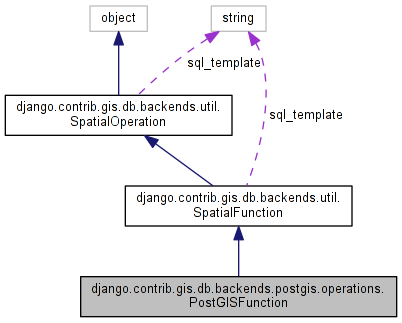 object
string
sql_template
django.contrib.gis.db.backends.util.
SpatialOperation
sql_template
django.contrib.gis.db.backends.util.
SpatialFunction
django.contrib.gis.db.backends.postgis.operations.
PostGISFunction